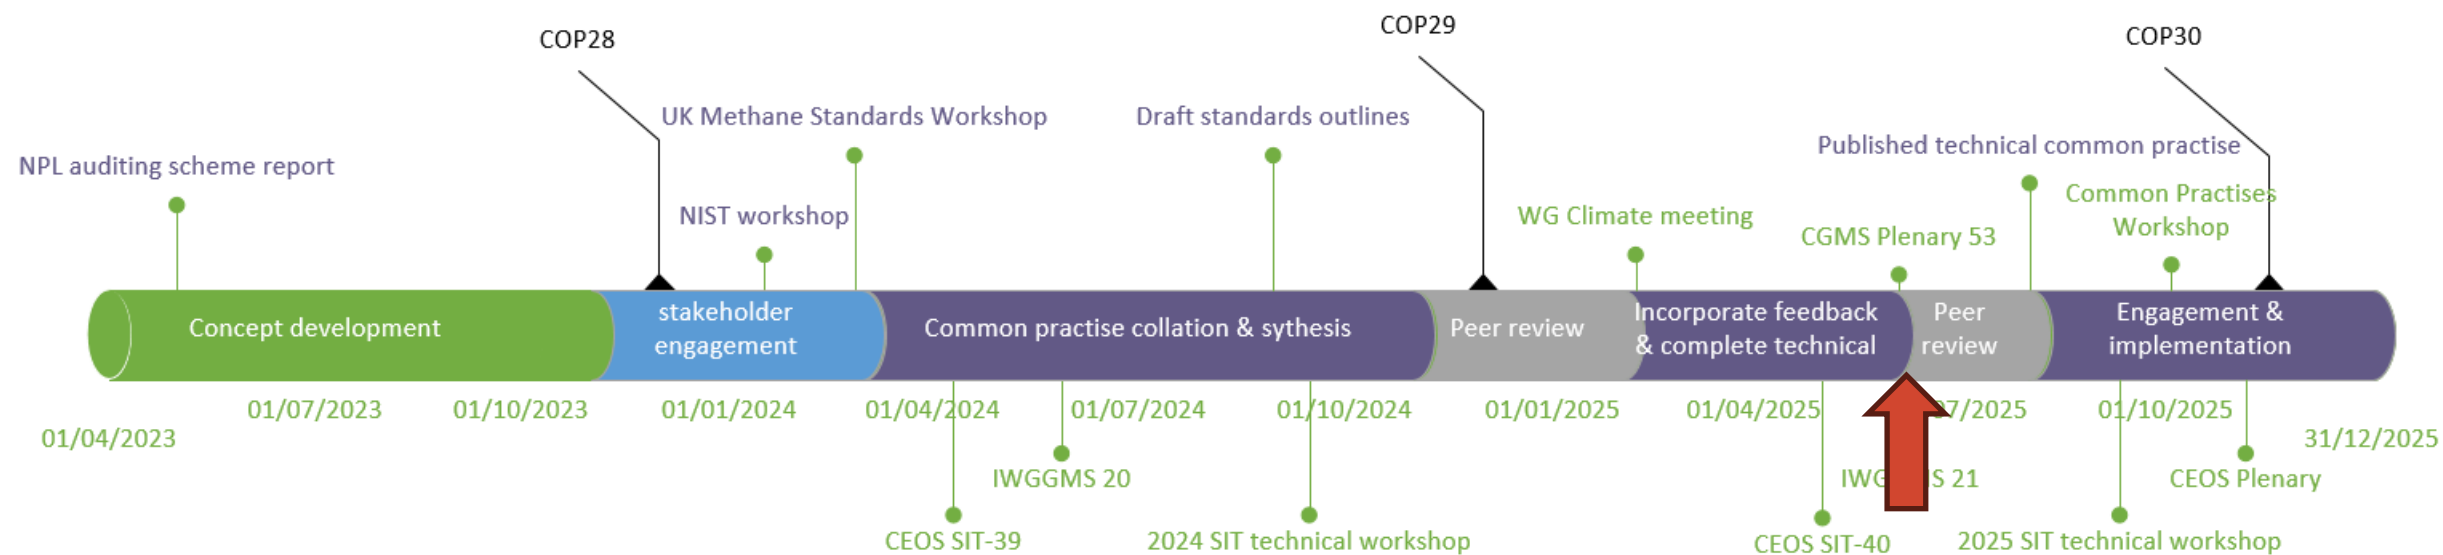 COP28
COP29
COP30
UK Methane Standards Workshop
Draft standards outlines
Published technical common practise
NPL auditing scheme report
NIST workshop
WG Climate meeting
CGMS Plenary 53
Common Practises
Workshop
Concept development
stakeholder
engagement
Common practise collation & sythesis
Peer review
Incorporate feedback
& complete technical
Peer
review
Engagement &
implementation
01/04/2023
01/07/2023
01/10/2023
01/01/2024
01/04/2024
01/07/2024
01/10/2024
01/01/2025
01/04/2025
07/2025
01/10/2025
31/12/2025
IWGGMS 20
21
CEOS Plenary
CEOS SIT-39
2024 SIT technical workshop
CEOS SIT-40
2025 SIT technical workshop